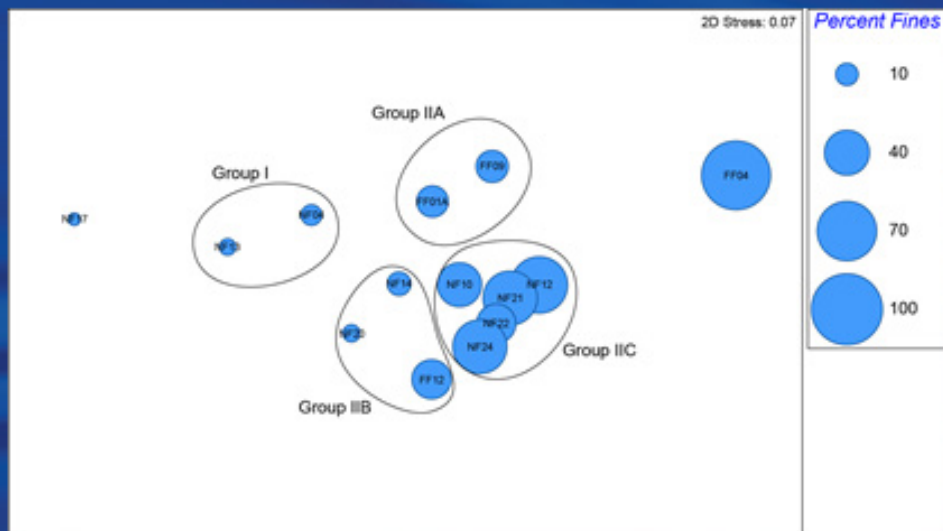 2D Stress: 0.07
Percent Fines
10
40
70
100
Group IIA
FF09
FF01A
FF04
Group I
NF04
NF17
NF14
NF10
NF12
NF21
NF22
NF24
Group IIC
FF12
Group IIB